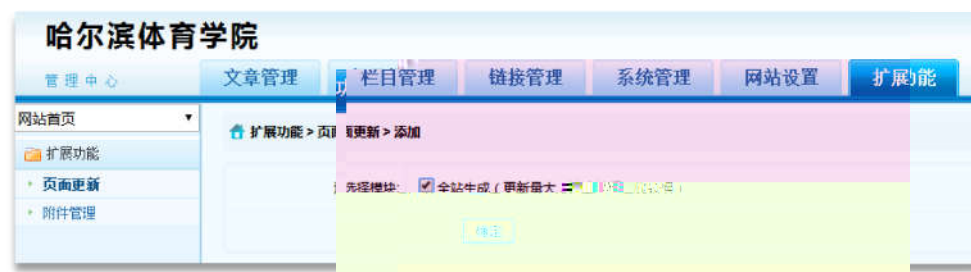 哈尔滨体育学院
管理中心
文章管理 栏目管理 链接管理 系统管理 网站设置 扩展功能
网站首页
扩展功能 > 页面更新 > 添加
扩展功能
选择模块: 全站生成（更新量大
页面更新
附件管理
确定